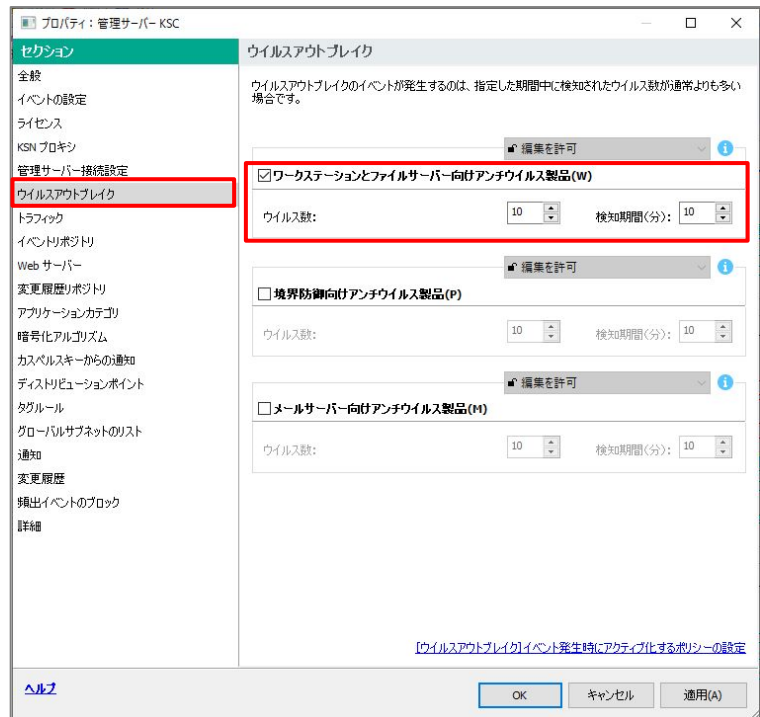 プロパティ：管理サーバー KSC
セクション
全般
イベントの設定
ライセンス
KSN プロキシ
管理サーバー接続設定
ウイルスアウトブレイク
トラフィック
イベントリポジトリ
Web サーバー
変更履歴リポジトリ
アプリケーションカテゴリ
暗号化アルゴリズム
カスペルスキーからの通知
ディストリビューションポイント
タグルール
グローバルサブネットのリスト
通知
変更履歴
頻出イベントのブロック
詳細
ウイルスアウトブレイク
ウイルスアウトブレイクのイベントが発生するのは、指定した期間中に検知されたウイルス数が通常よりも多い
場合です。
編集を許可
ワークステーションとファイルサーバー向けアンチウイルス製品(W)
ウイルス数: 10 検知期間(分): 10
編集を許可
境界防御向けアンチウイルス製品(P)
ウイルス数: 10 検知期間(分): 10
編集を許可
メールサーバー向けアンチウイルス製品(M)
ウイルス数: 10 検知期間(分): 10
[ウイルスアウトブレイク]イベント発生時にアクティブ化するポリシーの設定
ヘルプ
OK キャンセル 適用(A)